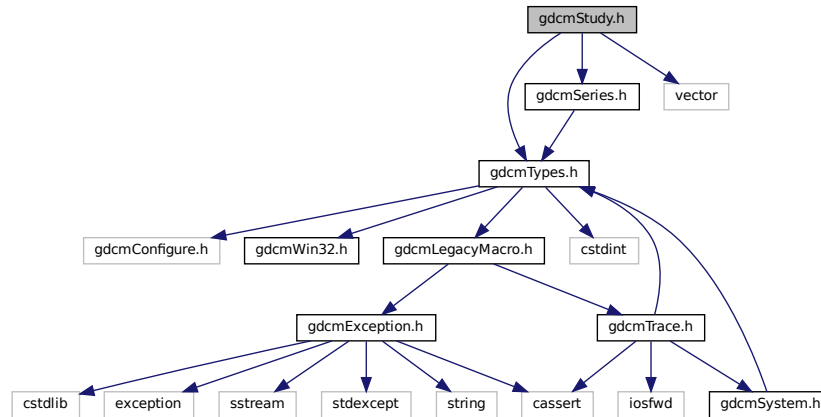 gdcmStudy.h
gdcmSeries.h
vector
gdcmTypes.h
gdcmConfigure.h
gdcmWin32.h
gdcmLegacyMacro.h
cstdint
gdcmException.h
gdcmTrace.h
cstdlib
exception
sstream
stdexcept
string
cassert
iosfwd
gdcmSystem.h